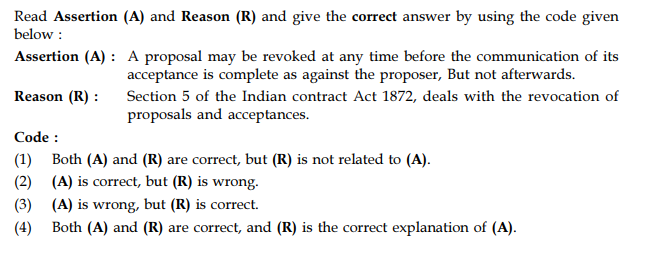 Read Assertion (A) and Reason (R) and give the correct answer by using the code given
below :
Assertion (A) : A proposal may be revoked at any time before the communication of its
acceptance is complete as against the proposer, But not afterwards.
Reason (R) : Section 5 of the Indian contract Act 1872, deals with the revocation of
proposals and acceptances.
Code :
(1) Both (A) and (R) are correct, but (R) is not related to (A).
(2) (A) is correct, but (R) is wrong.
(3) (A) is wrong, but (R) is correct.
(4) Both (A) and (R) are correct, and (R) is the correct explanation of (A).